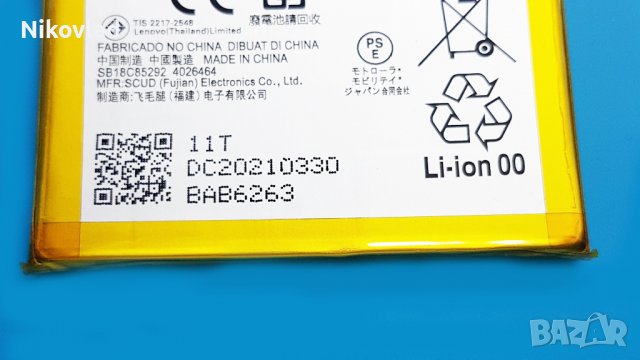 Nikovi
TIS 2217-2548
Lenovo(Thailand)Limited
廢電池請回收
FABRICADO NO CHINA DIBUAT DI CHINA
中国制造 中國製造 MADE IN CHINA
SB18C85292 4026464
MFR:SCUD (Fujian) Electronics Co., Ltd.
制造商:飞毛腿（福建）电子有限公司
PS
E
モトローラ・
モビリティ
ジャパン合同会社
11T
DC20210330
BAB6263
Li-ion 00
BAZAR